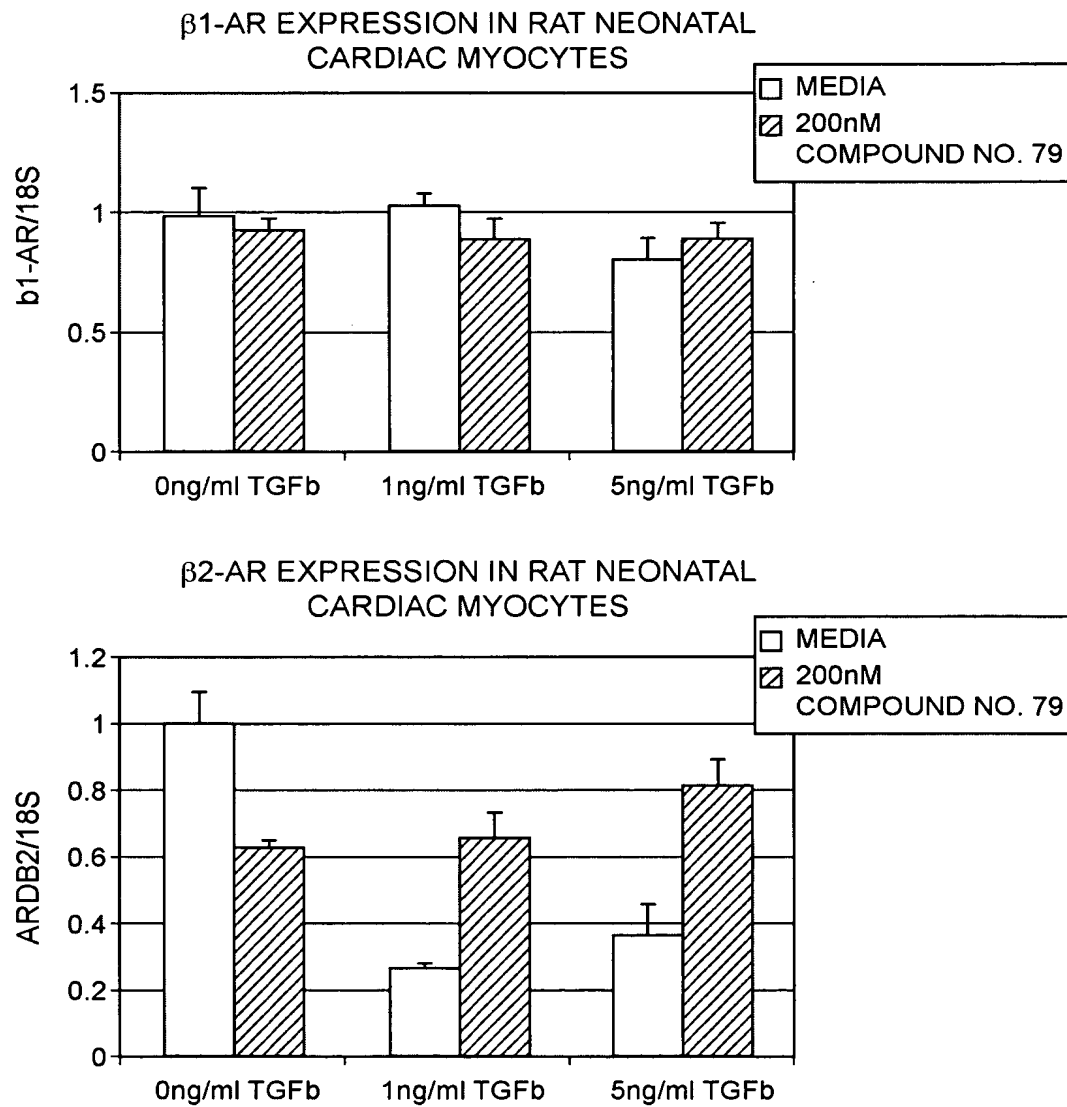 β1-AR EXPRESSION IN RAT NEONATAL
CARDIAC MYOCYTES
MEDIA
200nM
COMPOUND NO. 79
b1-AR/18S
1.5
1
0.5
0
0ng/ml TGFb
1ng/ml TGFb
5ng/ml TGFb
β2-AR EXPRESSION IN RAT NEONATAL
CARDIAC MYOCYTES
MEDIA
200nM
COMPOUND NO. 79
ARDB2/18S
1.2
1
0.8
0.6
0.4
0.2
0
0ng/ml TGFb
1ng/ml TGFb
5ng/ml TGFb